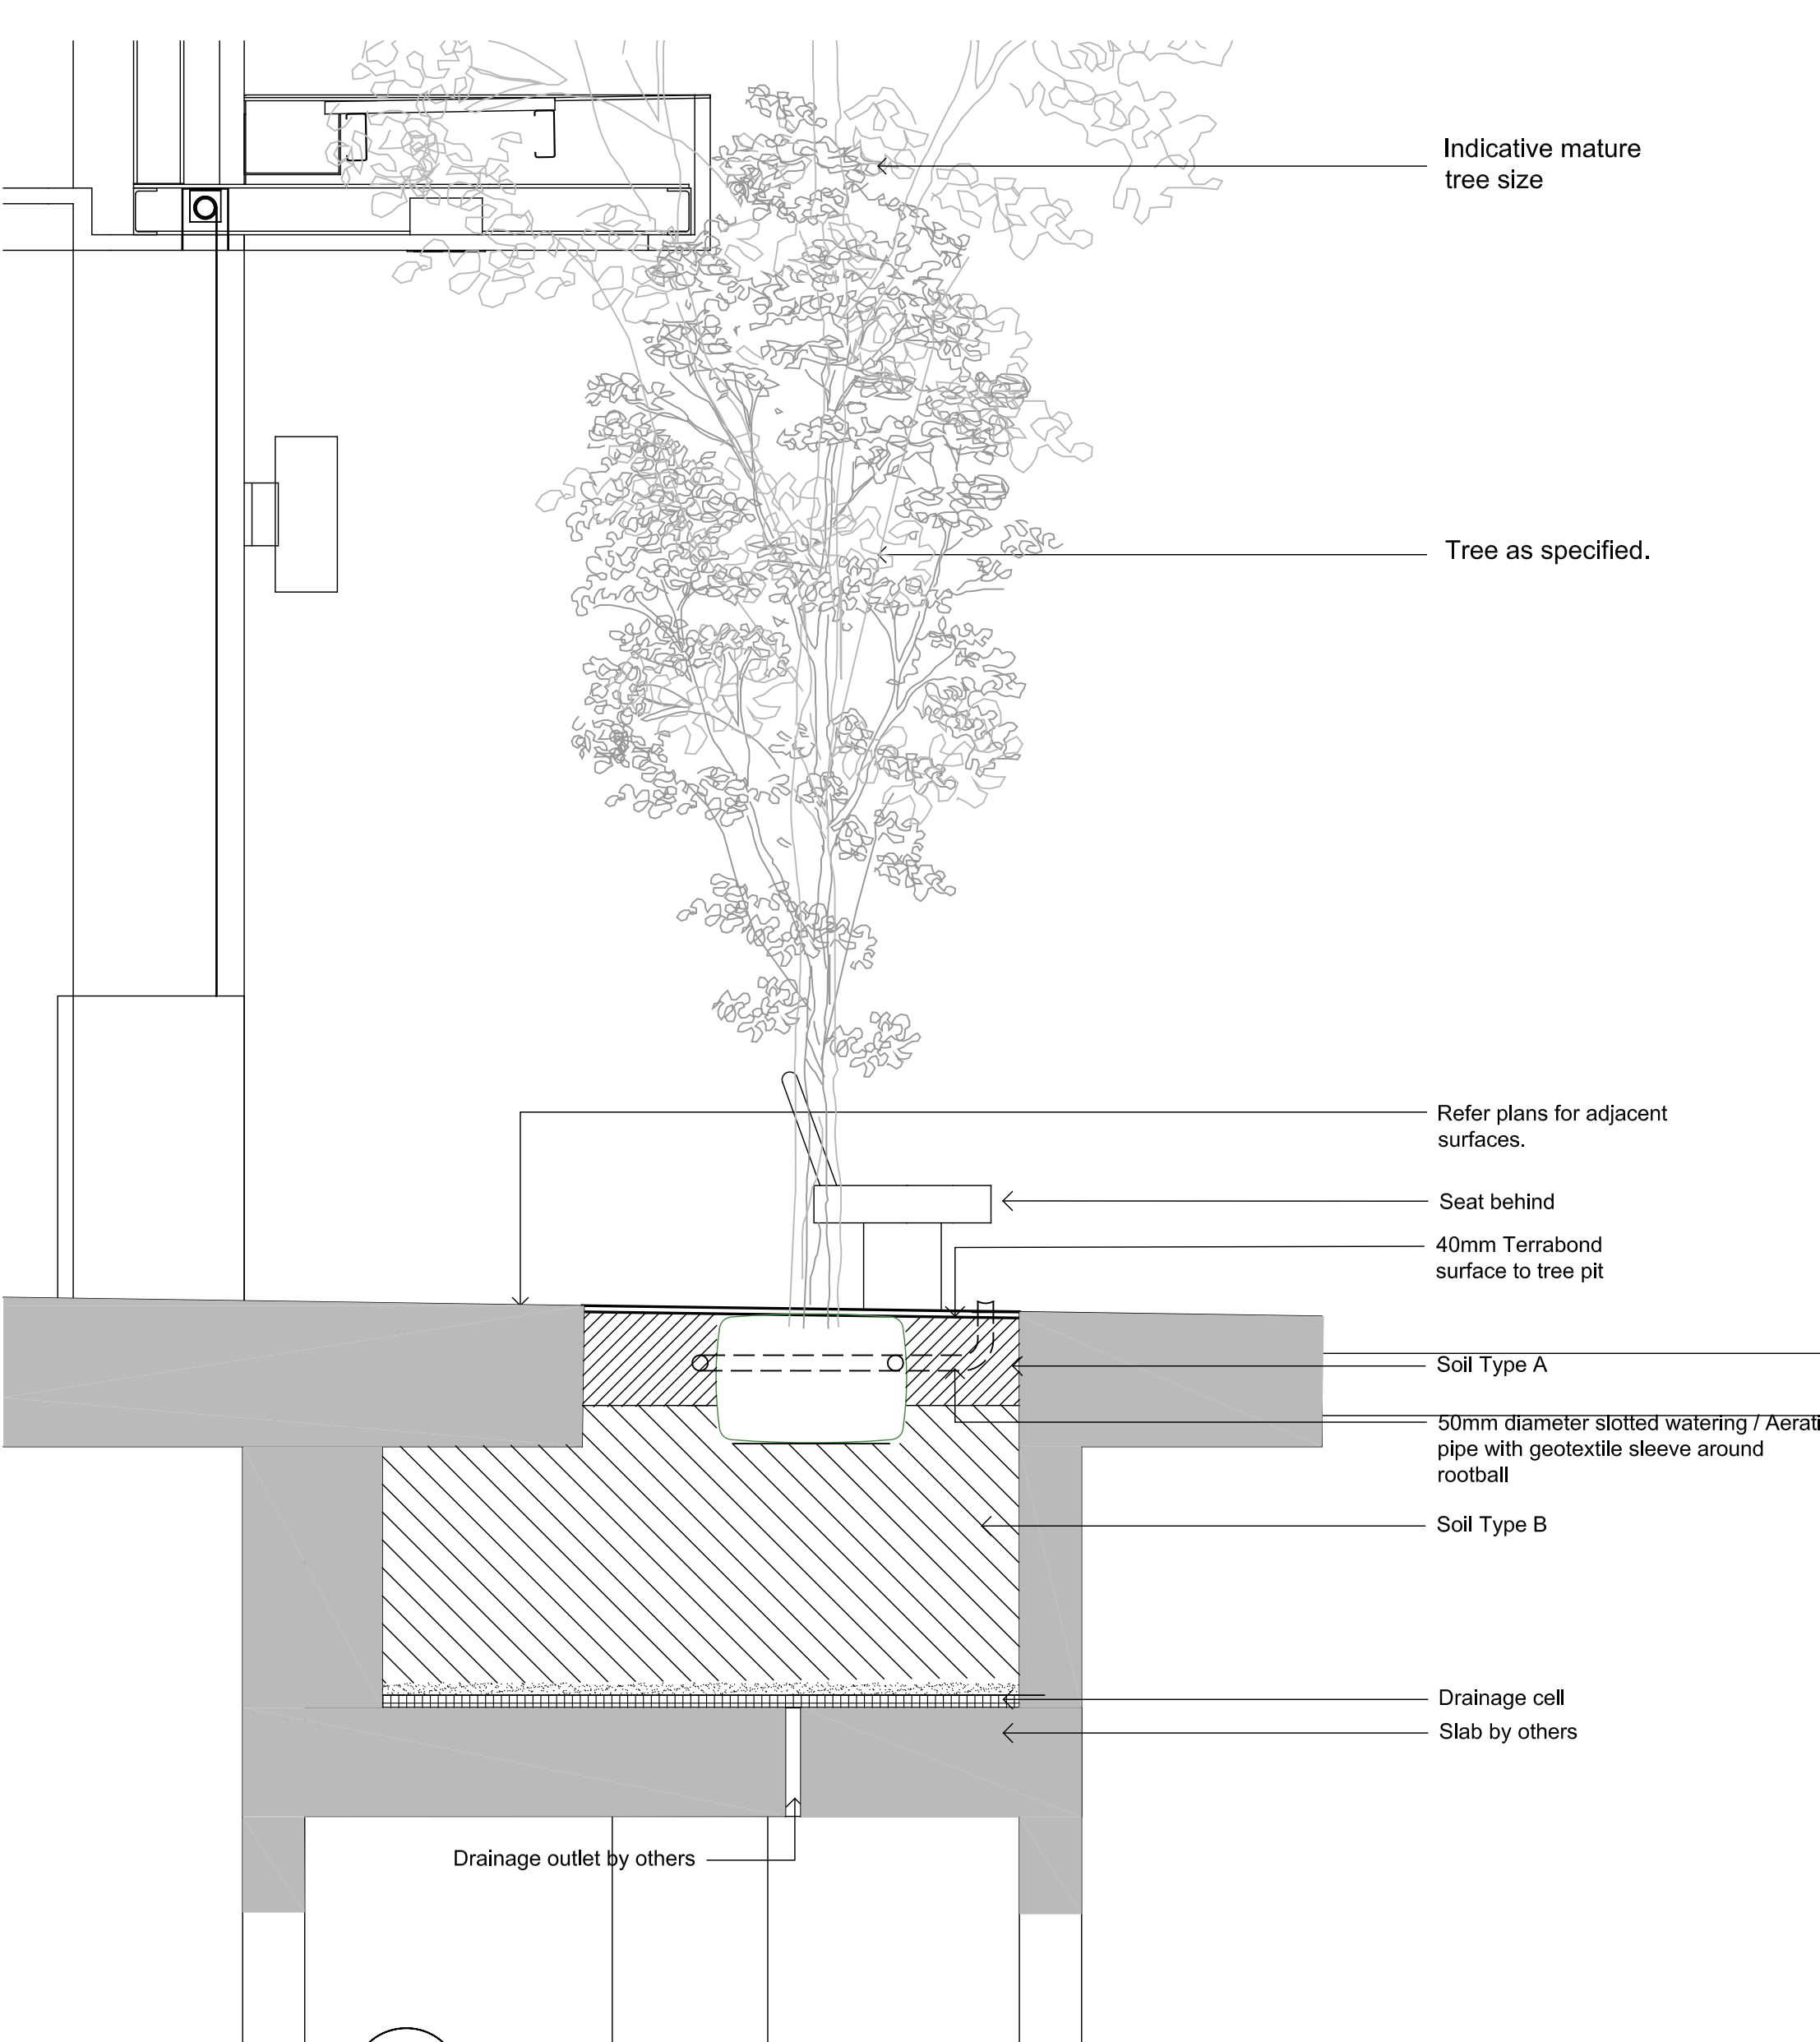 Indicative mature
tree size
Tree as specified.
Refer plans for adjacent
surfaces.
Seat behind
40mm Terrabond
surface to tree pit
Soil Type A
50mm diameter slotted watering / Aerati
pipe with geotextile sleeve around
rootball
Soil Type B
Drainage cell
Slab by others
Drainage outlet by others